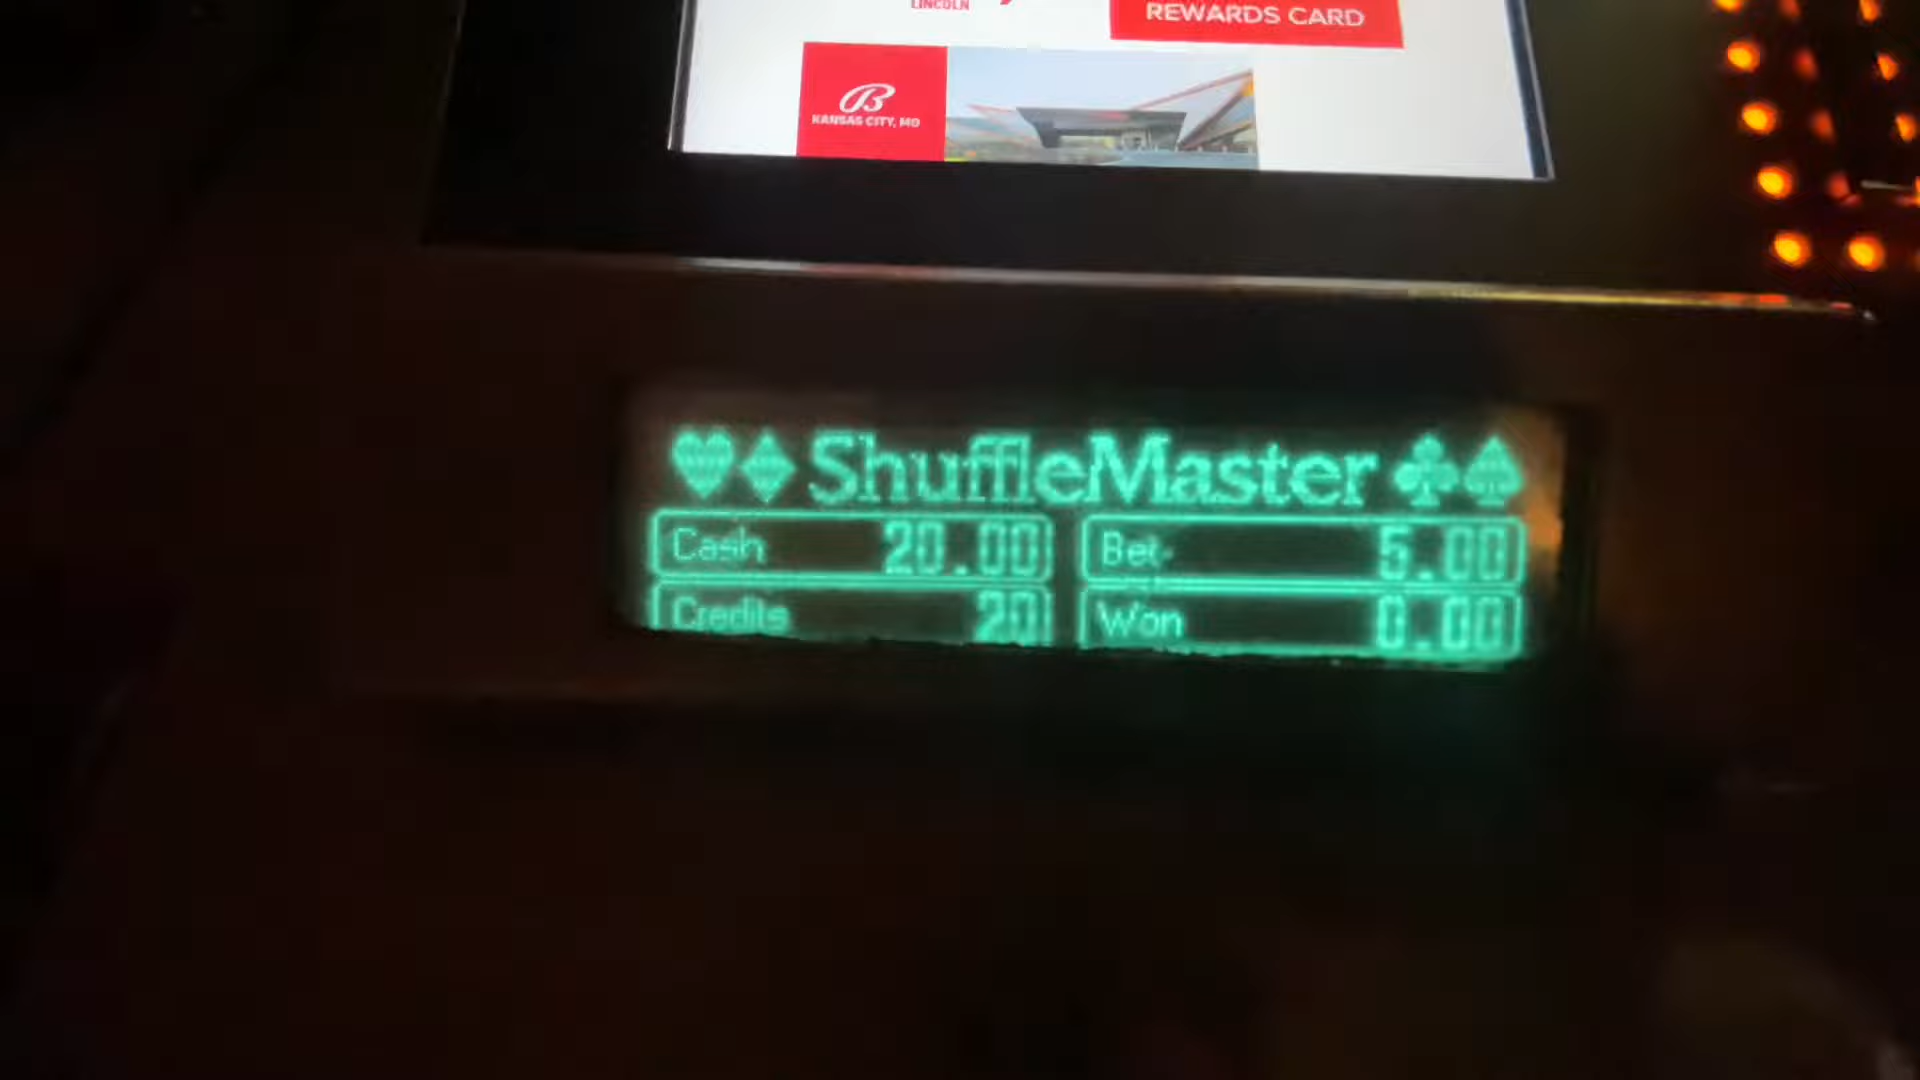 LINCOLN
REWARDS CARD
B
KANSAS CITY, MO
ShuffleMaster
Cash 20.00
Bet 5.00
Credits 20
Won 0.00